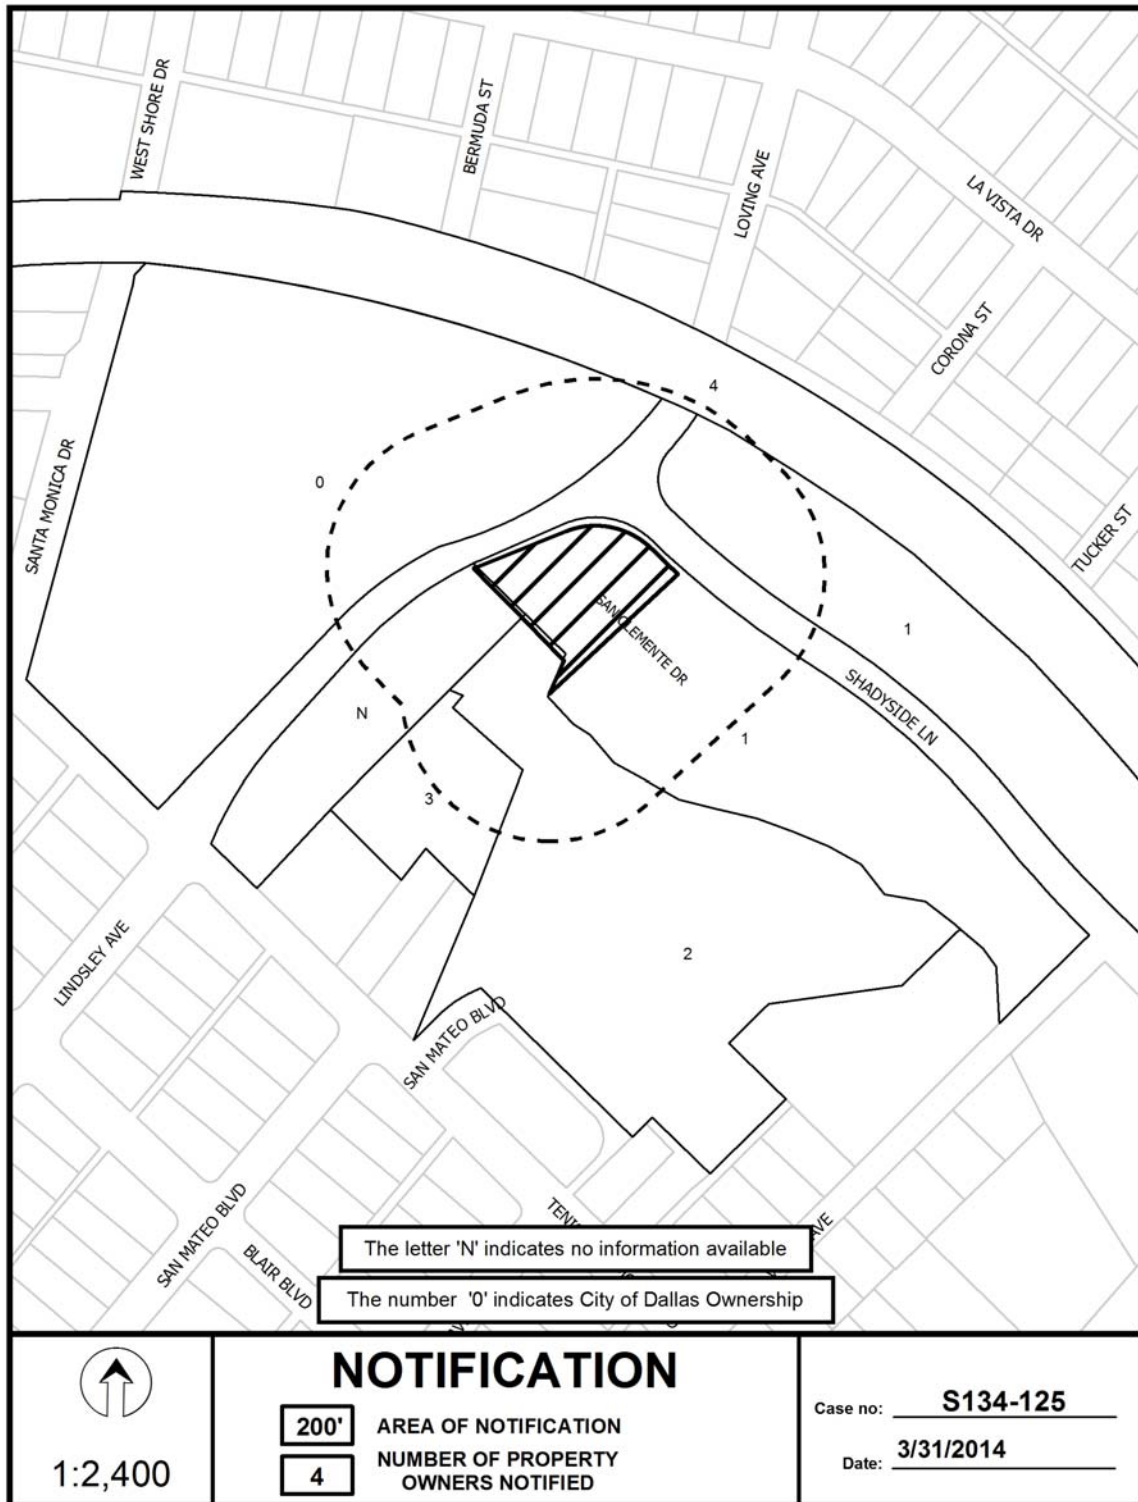 WEST SHORE DR
BERMUDA ST
LOVING AVE
LA VISTA DR
CORONA ST
TUCKER ST
4
0
SANTA MONICA DR
SAN CLEMENTE DR
1
SHADYSIDE LN
N
1
3
LINDSLEY AVE
2
SAN MATEO BLVD
SAN MATEO BLVD
BLAIR BLVD
AVE
The letter 'N' indicates no information available
The number '0' indicates City of Dallas Ownership
1:2,400
NOTIFICATION
200' AREA OF NOTIFICATION
4 NUMBER OF PROPERTY
OWNERS NOTIFIED
Case no: S134-125
Date: 3/31/2014